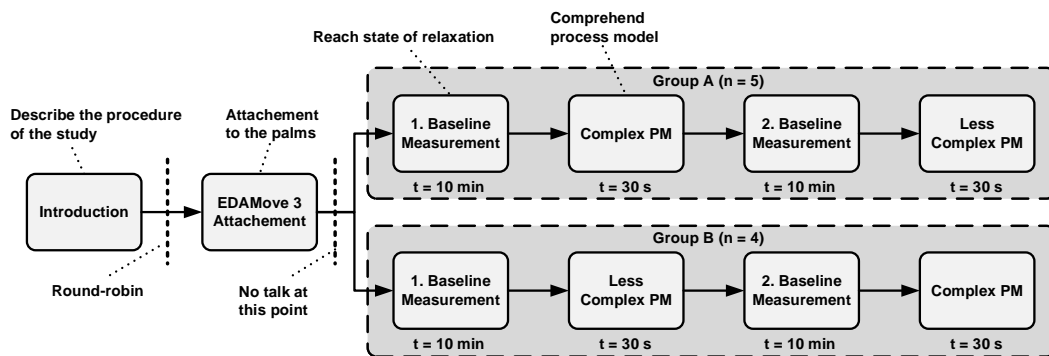 Describe the procedure
of the study
Introduction
Round-robin
Attachement
to the palms
EDAMove 3
Attachement
No talk at
this point
Reach state of relaxation
Comprehend
process model
Group A (n = 5)
1. Baseline
Measurement
t = 10 min
Complex PM
t = 30 s
2. Baseline
Measurement
t = 10 min
Less
Complex PM
t = 30 s
Group B (n = 4)
1. Baseline
Measurement
t = 10 min
Less
Complex PM
t = 30 s
2. Baseline
Measurement
t = 10 min
Complex PM
t = 30 s